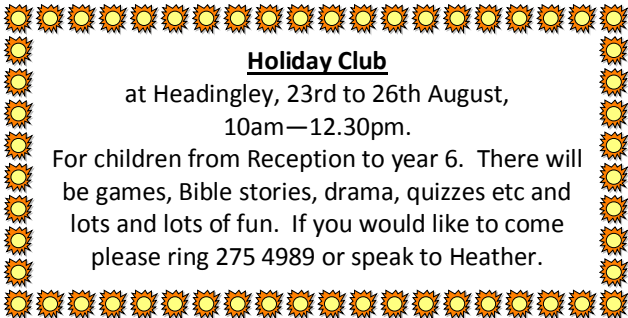 Holiday Club
at Headingley, 23rd to 26th August,
10am—12.30pm.
For children from Reception to year 6.  There will
be games, Bible stories, drama, quizzes etc and
lots and lots of fun.  If you would like to come
please ring 275 4989 or speak to Heather.